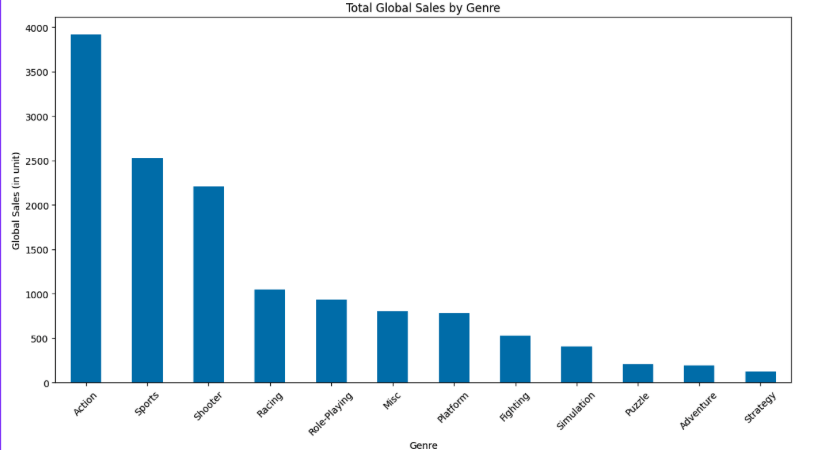 Total Global Sales by Genre
Global Sales (in unit)
4000
3500
3000
2500
2000
1500
1000
500
0
Action
Sports
Shooter
Racing
Role-Playing
Misc
Platform
Fighting
Simulation
Puzzle
Adventure
Strategy
Genre